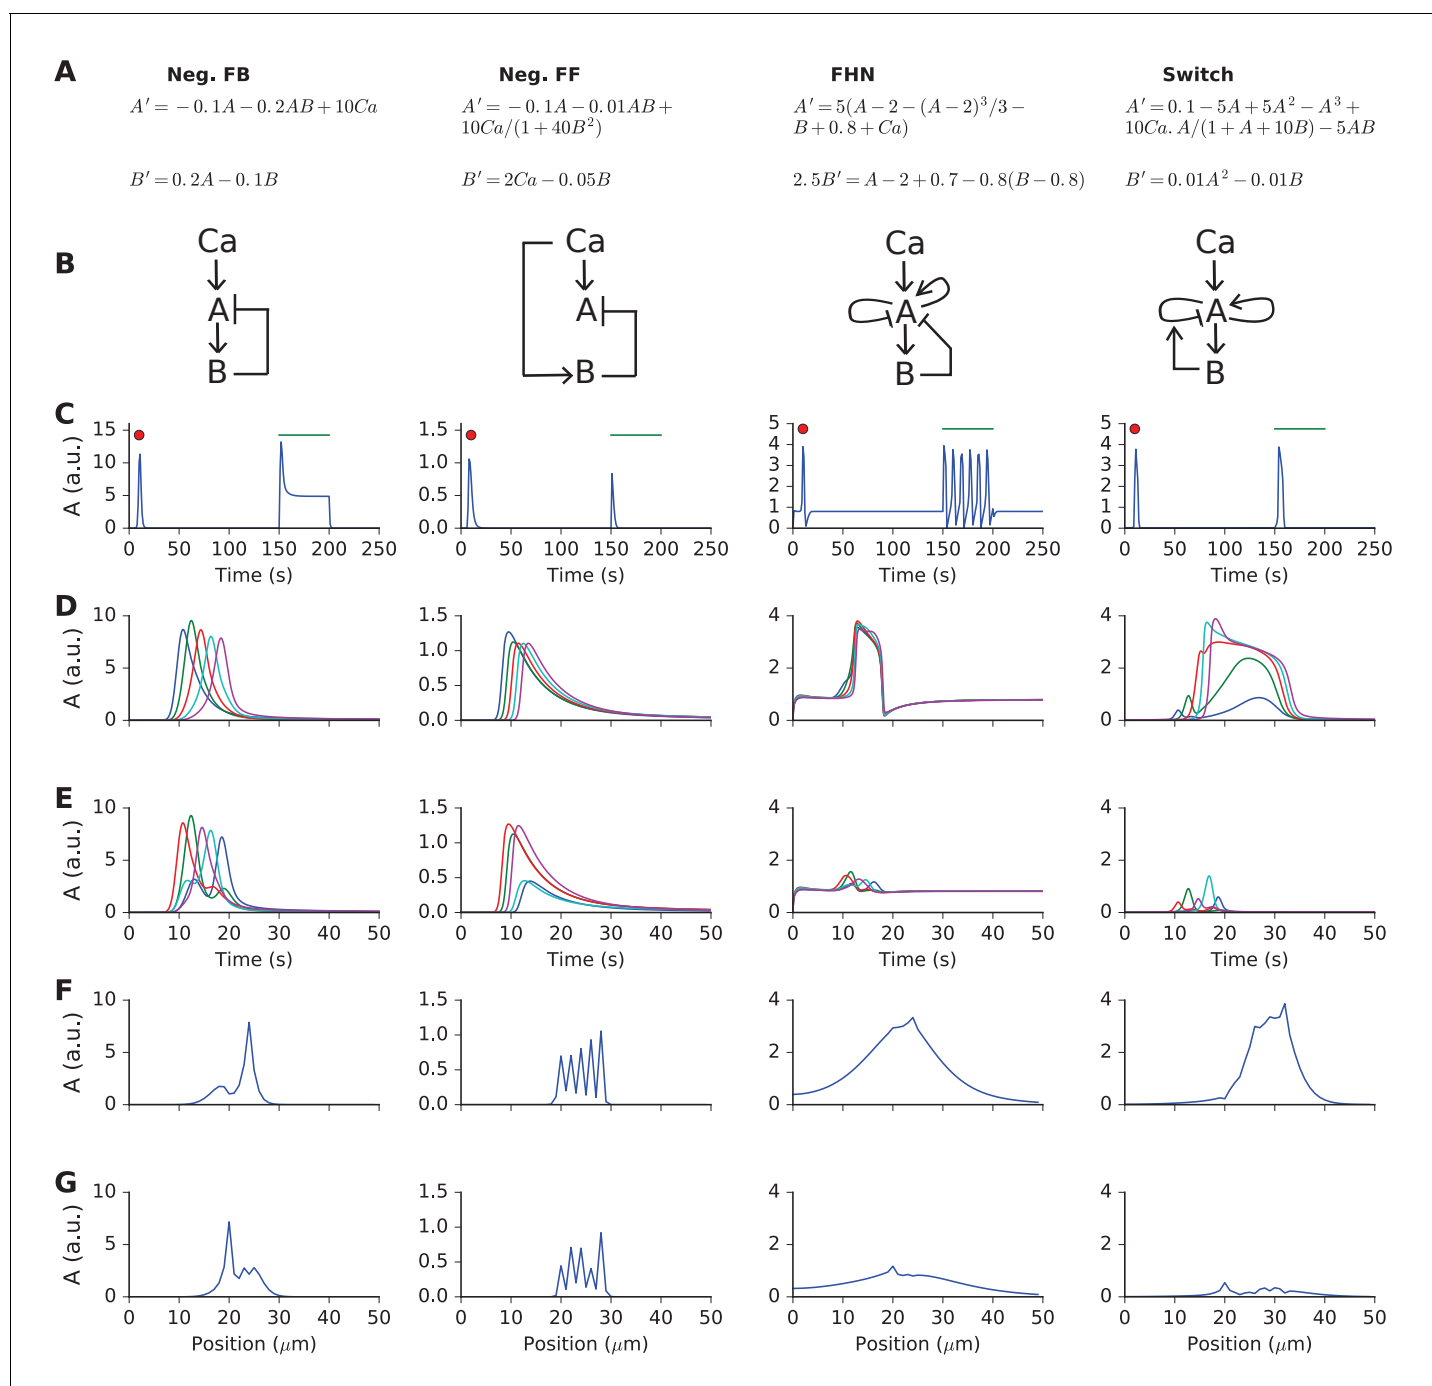 A
Neg. FB
Neg. FF
FHN
Switch
A′ = −0.1A − 0.2AB + 10Ca
A′ = −0.1A − 0.01AB +
10Ca/(1 + 40B²)
A′ = 5(A − 2 − (A − 2)³/3 −
B + 0.8 + Ca)
A′ = 0.1 − 5A + 5A² − A³ +
10Ca.A/(1 + A + 10B) − 5AB
B′ = 0.2A − 0.1B
B′ = 2Ca − 0.05B
2.5B′ = A − 2 + 0.7 − 0.8(B − 0.8)
B′ = 0.01A² − 0.01B
B
Ca
A
B
Ca
A
B
Ca
A
B
Ca
A
B
C
A (a.u.)
15
10
5
0
0 50 100 150 200 250
Time (s)
1.5
1.0
0.5
0.0
0 50 100 150 200 250
Time (s)
5
4
3
2
1
0
0 50 100 150 200 250
Time (s)
5
4
3
2
1
0
0 50 100 150 200 250
Time (s)
D
A (a.u.)
10
5
0
1.5
1.0
0.5
0.0
4
2
0
4
2
0
E
A (a.u.)
10
5
0
0 10 20 30 40 50
Time (s)
1.5
1.0
0.5
0.0
0 10 20 30 40 50
Time (s)
4
2
0
0 10 20 30 40 50
Time (s)
4
2
0
0 10 20 30 40 50
Time (s)
F
A (a.u.)
10
5
0
1.5
1.0
0.5
0.0
4
2
0
4
2
0
G
A (a.u.)
10
5
0
0 10 20 30 40 50
Position (μm)
1.5
1.0
0.5
0.0
0 10 20 30 40 50
Position (μm)
4
2
0
0 10 20 30 40 50
Position (μm)
4
2
0
0 10 20 30 40 50
Position (μm)